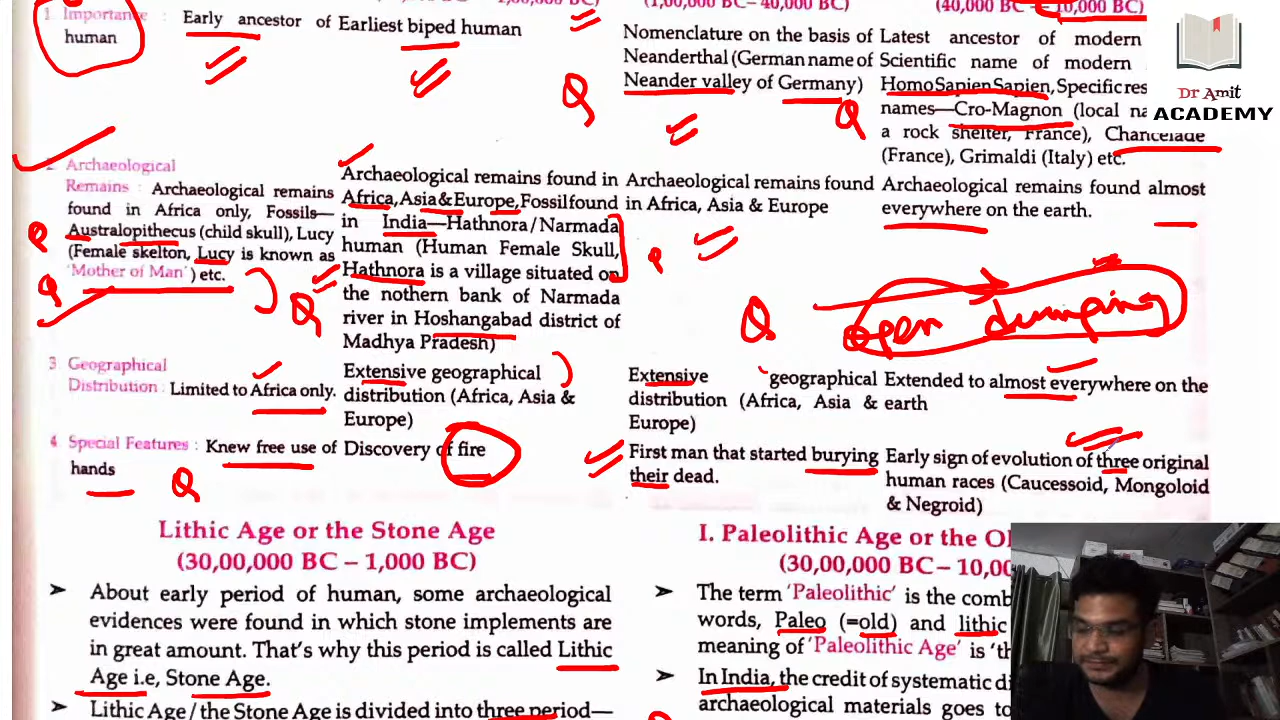 (1,00,000 BC– 40,000 BC)
(40,000 BC – 10,000 BC)
1. Importance : Early ancestor of human
Earliest biped human
Nomenclature on the basis of Neanderthal (German name of Neander valley of Germany)
Latest ancestor of modern
Scientific name of modern
Homo Sapien Sapien, Specific
names—Cro-Magnon (local
a rock shelter, France), Chancelade
(France), Grimaldi (Italy) etc.
Dr Amit
ACADEMY
2. Archaeological
Remains : Archaeological remains
found in Africa only, Fossils—
Australopithecus (child skull), Lucy
(Female skelton, Lucy is known as
'Mother of Man') etc.
Archaeological remains found in
Africa, Asia & Europe, Fossil found
in India—Hathnora/Narmada
human (Human Female Skull,
Hathnora is a village situated on
the nothern bank of Narmada
river in Hoshangabad district of
Madhya Pradesh)
Archaeological remains found
in Africa, Asia & Europe
Archaeological remains found almost
everywhere on the earth.
Q
Q
Q
Q
Q
open dumping
3. Geographical
Distribution : Limited to Africa only.
Extensive geographical
distribution (Africa, Asia &
Europe)
Extensive geographical
distribution (Africa, Asia &
Europe)
Extended to almost everywhere on the
earth
4. Special Features : Knew free use of
hands
Q
Discovery of fire
First man that started burying
their dead.
Early sign of evolution of three original
human races (Caucessoid, Mongoloid
& Negroid)
Lithic Age or the Stone Age
(30,00,000 BC – 1,000 BC)
➤ About early period of human, some archaeological
evidences were found in which stone implements are
in great amount. That's why this period is called Lithic
Age i.e, Stone Age.
➤ Lithic Age/the Stone Age is divided into three period—
I. Paleolithic Age or the
(30,00,000 BC –
➤ The term 'Paleolithic' is the
words, Paleo (=old) and lithic
meaning of 'Paleolithic Age' is
➤ In India, the credit of systematic
archaeological materials goes to